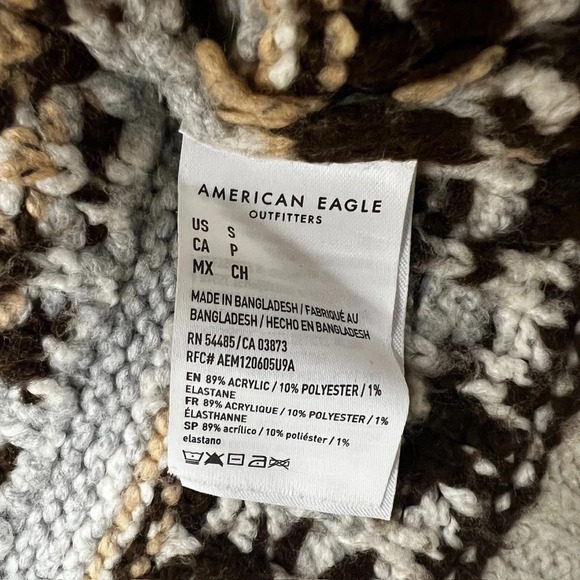 AMERICAN EAGLE
OUTFITTERS
US S
CA P
MX CH
MADE IN BANGLADESH / FABRIQUÉ AU
BANGLADESH / HECHO EN BANGLADESH
RN 54485 / CA 03873
RFC# AEM120605U9A
EN 89% ACRYLIC / 10% POLYESTER / 1%
ELASTANE
FR 89% ACRYLIQUE / 10% POLYESTER / 1%
ÉLASTHANNE
SP 89% acrílico / 10% poliéster / 1%
elastano